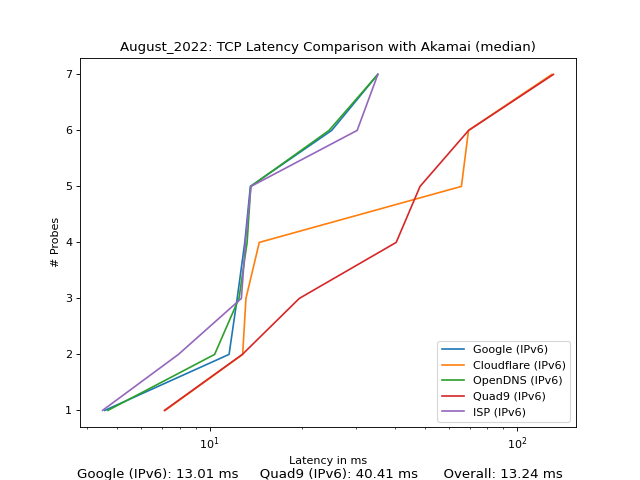 August_2022: TCP Latency Comparison with Akamai (median)
7
6
5
4
3
2
1
# Probes
Google (IPv6)
Cloudflare (IPv6)
OpenDNS (IPv6)
Quad9 (IPv6)
ISP (IPv6)
10^1 10^2
Latency in ms
Google (IPv6): 13.01 ms Quad9 (IPv6): 40.41 ms Overall: 13.24 ms